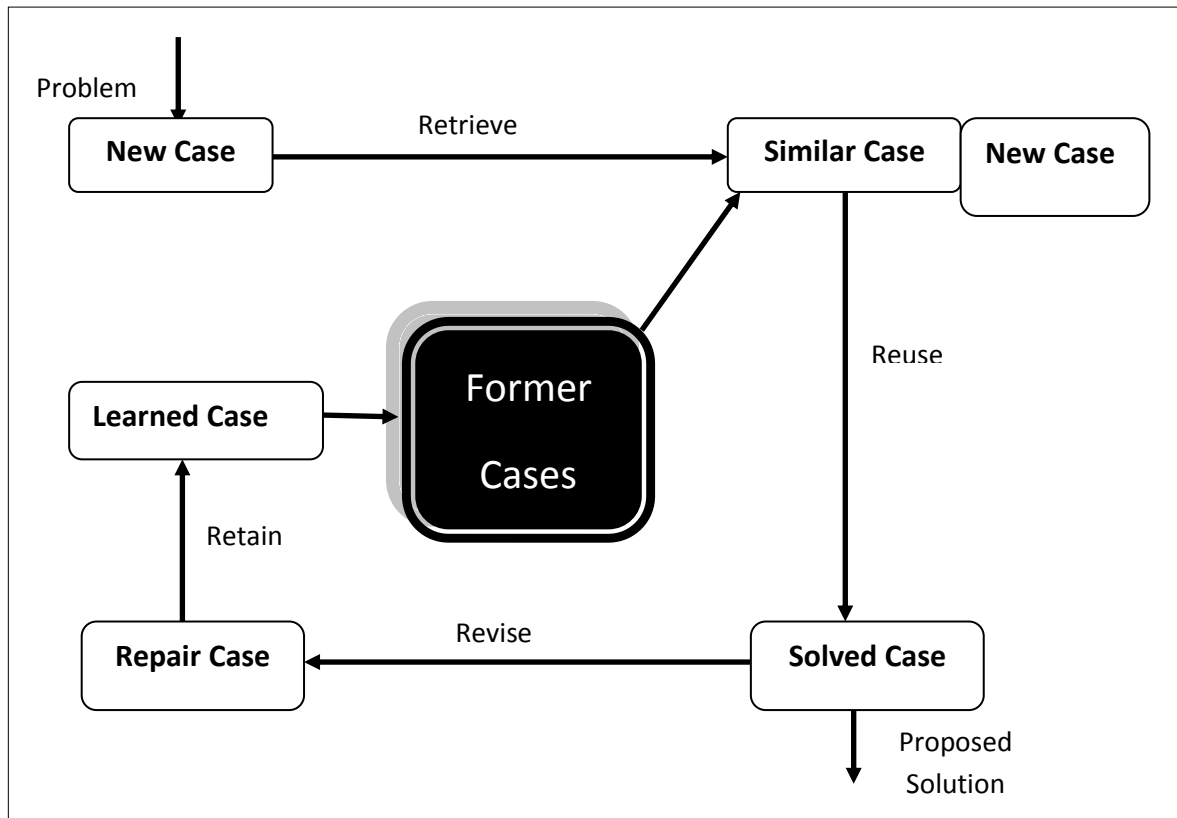 Problem
New Case
Retrieve
Similar Case
New Case
Former
Cases
Reuse
Learned Case
Retain
Repair Case
Revise
Solved Case
Proposed
Solution